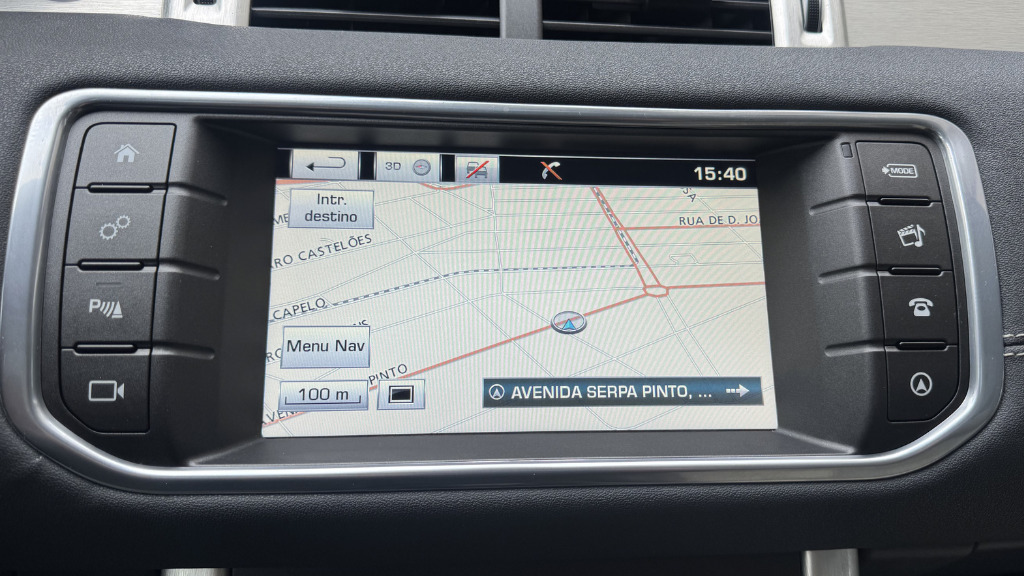 3D
15:40
MODE
Intr.
destino
RUA DE D. JO
RO CASTELÕES
CAPELO
Menu Nav
PINTO
100 m
AVENIDA SERPA PINTO, ...
P